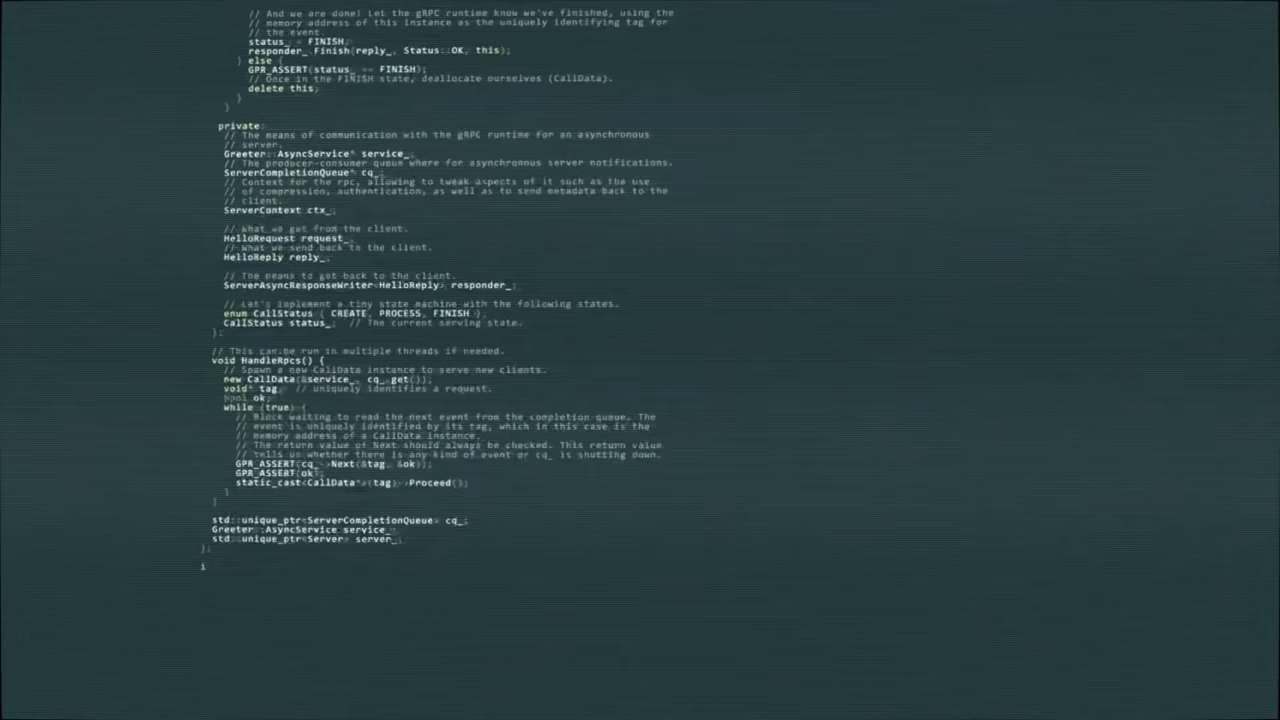 // And we are done! Let the gRPC runtime know we've finished, using the
// memory address of this instance as the uniquely identifying tag for
// the event.
status_ = FINISH;
responder_.Finish(reply_, Status::OK, this);
} else {
GPR_ASSERT(status_ == FINISH);
// Once in the FINISH state, deallocate ourselves (CallData).
delete this;
}
}
private:
// The means of communication with the gRPC runtime for an asynchronous
// server.
Greeter::AsyncService* service_;
// The producer-consumer queue where for asynchronous server notifications.
ServerCompletionQueue* cq_;
// Context for the rpc, allowing to tweak aspects of it such as the use
// of compression, authentication, as well as to send metadata back to the
// client.
ServerContext ctx_;
// What we get from the client.
HelloRequest request_;
// What we send back to the client.
HelloReply reply_;
// The means to get back to the client.
ServerAsyncResponseWriter<HelloReply> responder_;
// Let's implement a tiny state machine with the following states.
enum CallStatus { CREATE, PROCESS, FINISH };
CallStatus status_; // The current serving state.
};
// This can be run in multiple threads if needed.
void HandleRpcs() {
// Spawn a new CallData instance to serve new clients.
new CallData(&service_, cq_.get());
void* tag; // uniquely identifies a request.
bool ok;
while (true) {
// Block waiting to read the next event from the completion queue. The
// event is uniquely identified by its tag, which in this case is the
// memory address of a CallData instance.
// The return value of Next should always be checked. This return value
// tells us whether there is any kind of event or cq_ is shutting down.
GPR_ASSERT(cq_->Next(&tag, &ok));
GPR_ASSERT(ok);
static_cast<CallData*>(tag)->Proceed();
}
}
std::unique_ptr<ServerCompletionQueue> cq_;
Greeter::AsyncService service_;
std::unique_ptr<Server> server_;
};
i